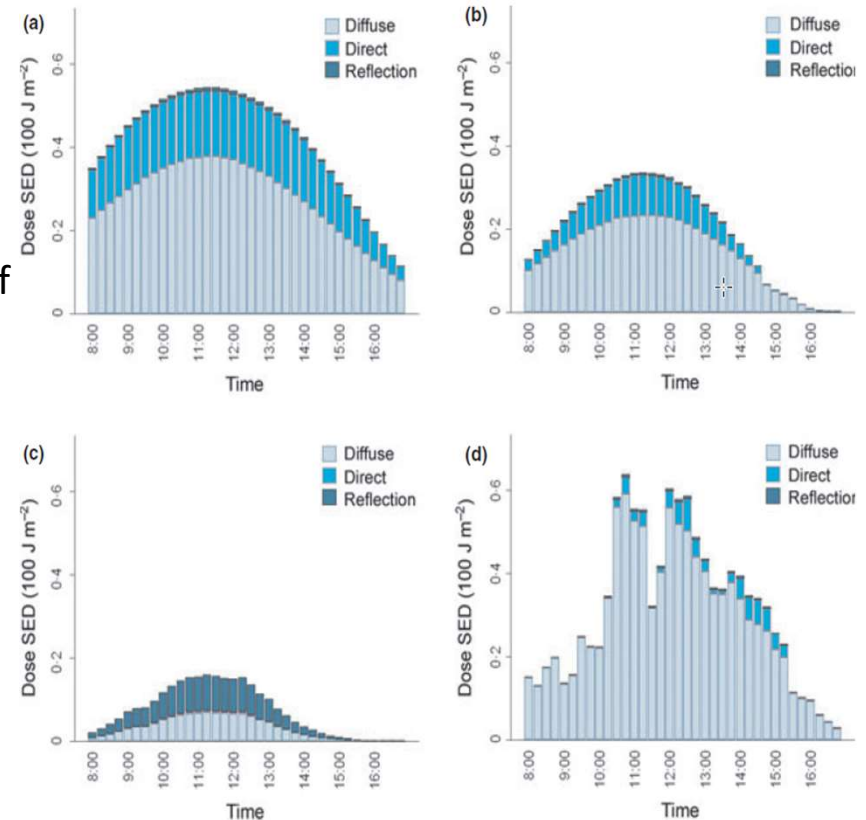 (a)
Diffuse
Direct
Reflection
Dose SED (100 J m−2)
0·6
0·4
0·2
0
8:00 9:00 10:00 11:00 12:00 13:00 14:00 15:00 16:00
Time
(b)
Diffuse
Direct
Reflectio
Dose SED (100 J m−2)
0·6
0·4
0·2
0
8:00 9:00 10:00 11:00 12:00 13:00 14:00 15:00 16:00
Time
f
(c)
Diffuse
Direct
Reflection
Dose SED (100 J m−2)
0·6
0·4
0·2
0
8:00 9:00 10:00 11:00 12:00 13:00 14:00 15:00 16:00
Time
(d)
Diffuse
Direct
Reflection
Dose SED (100 J m−2)
0·6
0·4
0·2
0
8:00 9:00 10:00 11:00 12:00 13:00 14:00 15:00 16:00
Time